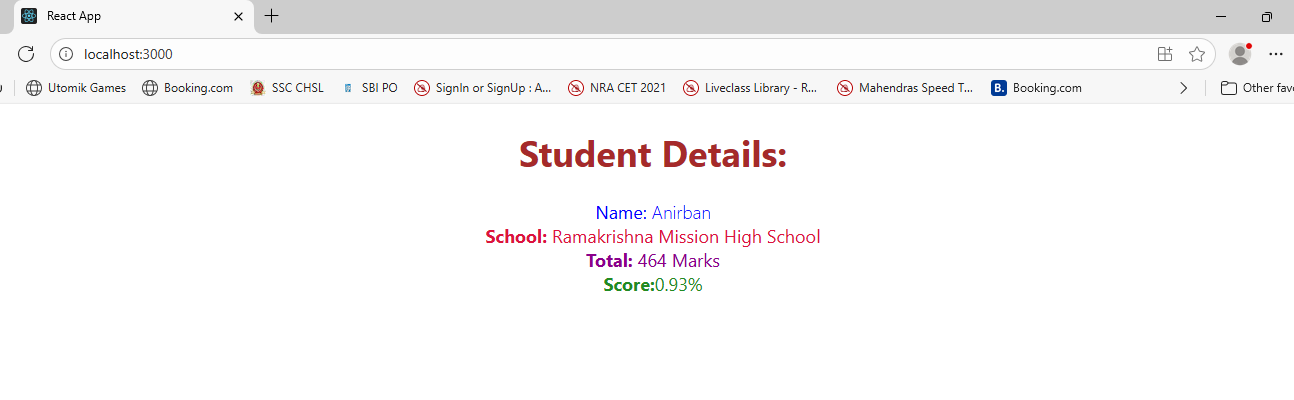 React App
localhost:3000
Utomik Games Booking.com SSC CHSL SBI PO SignIn or SignUp : A... NRA CET 2021 Liveclass Library - R... Mahendras Speed T... B. Booking.com Other fav
Student Details:
Name: Anirban
School: Ramakrishna Mission High School
Total: 464 Marks
Score:0.93%